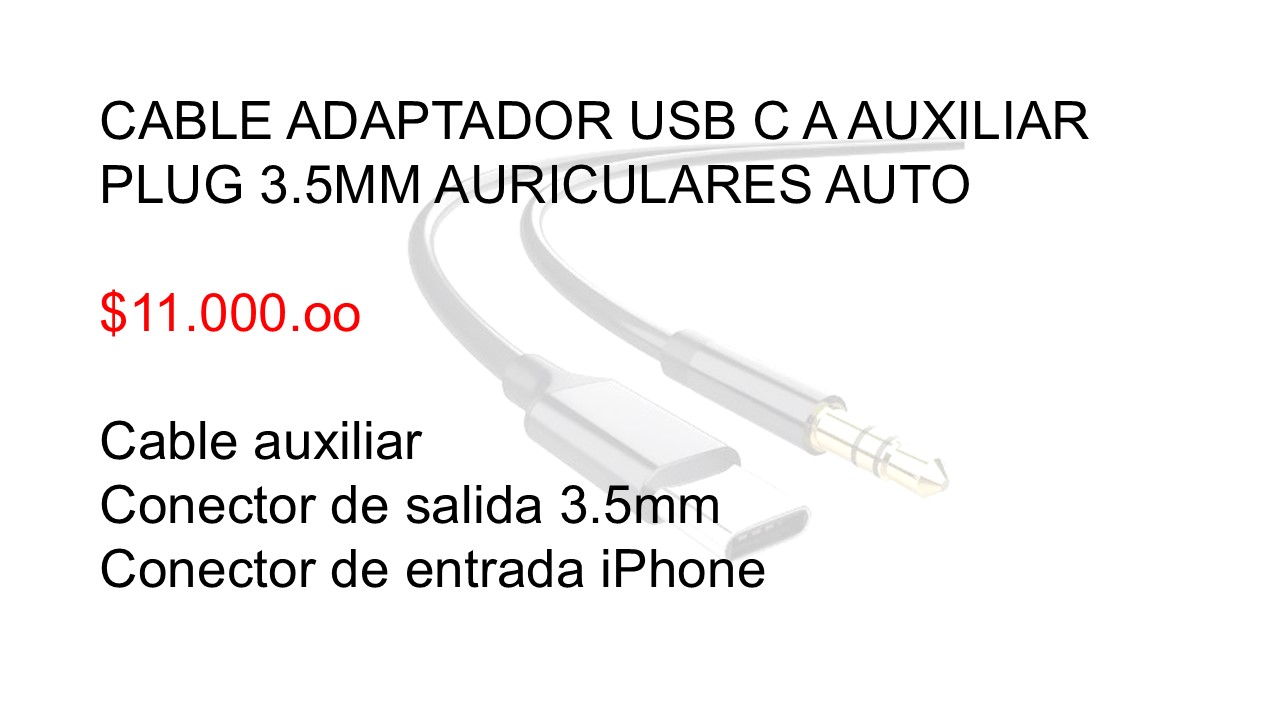 CABLE ADAPTADOR USB C A AUXILIAR
PLUG 3.5MM AURICULARES AUTO
$11.000.oo
Cable auxiliar
Conector de salida 3.5mm
Conector de entrada iPhone